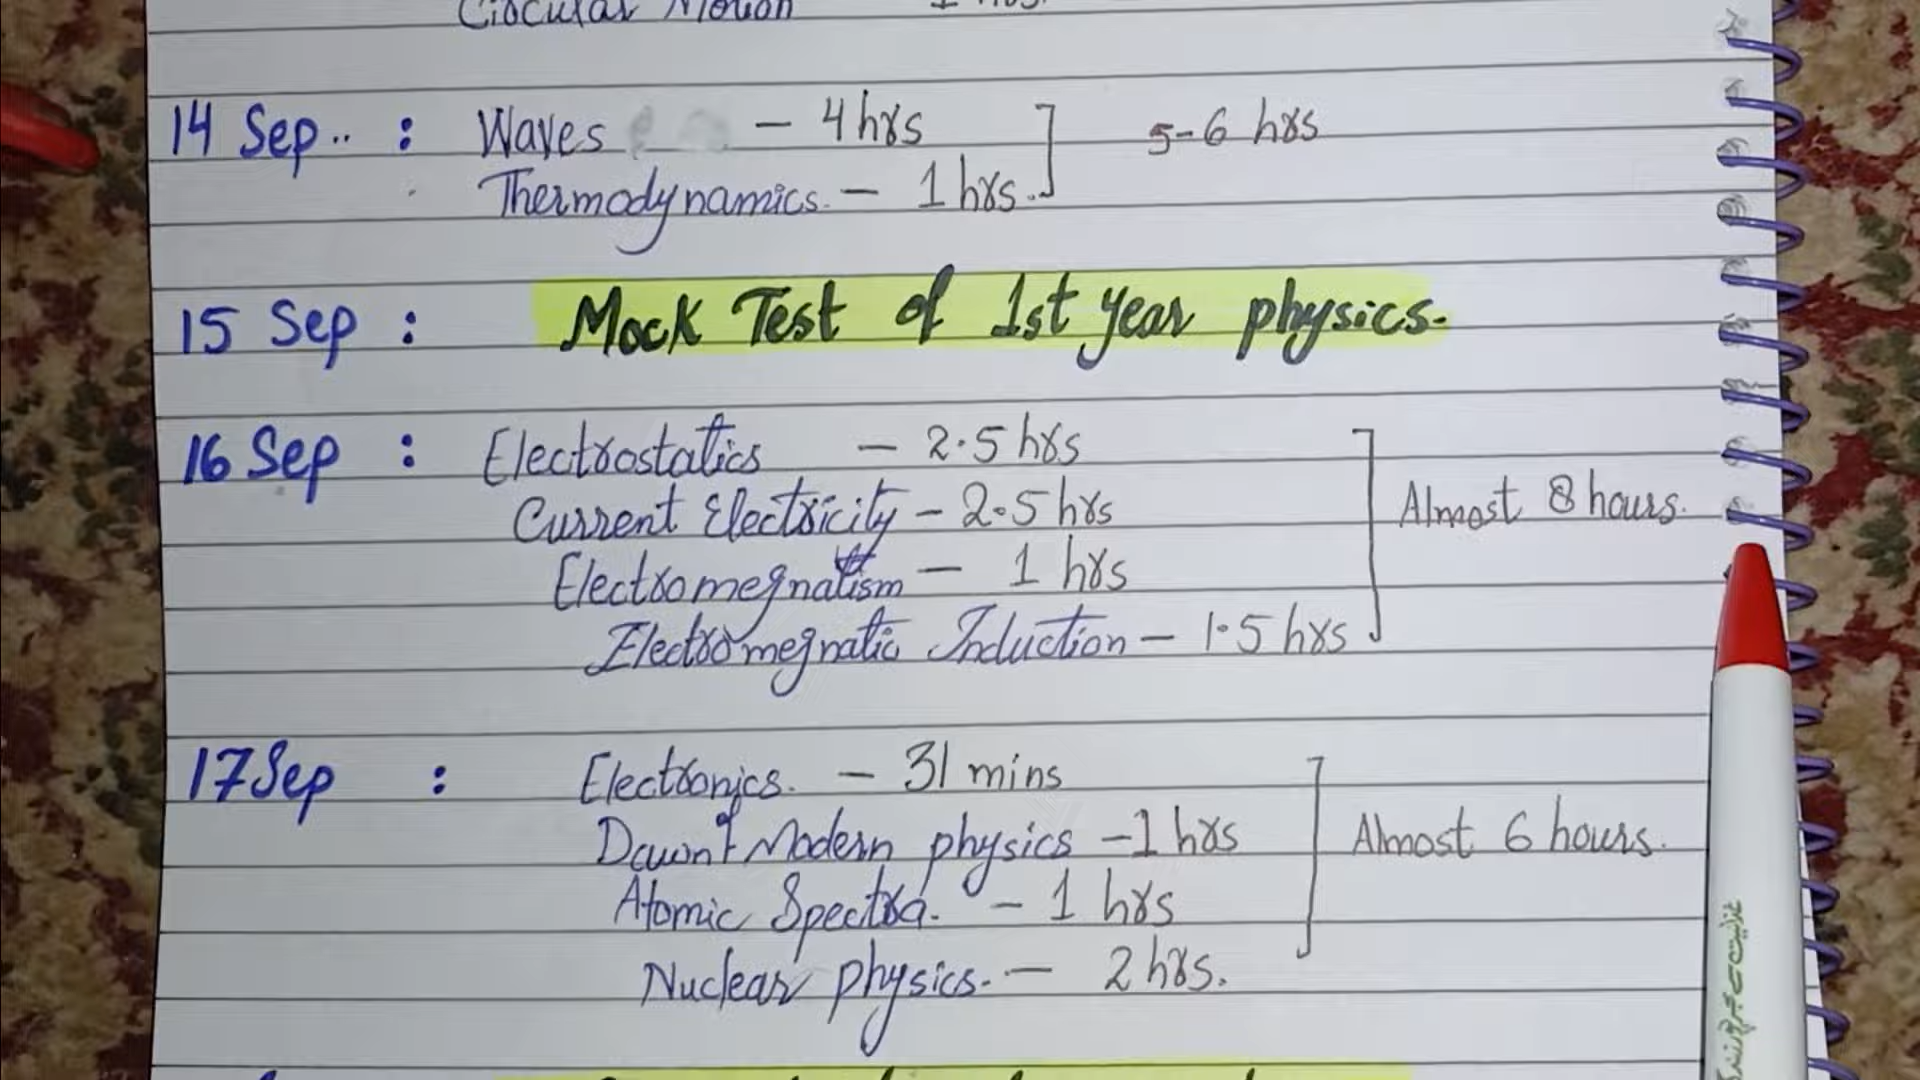 Circular Motion
14 Sep.. : Waves - 4 hrs 5-6 hrs
Thermodynamics. - 1 hrs.
15 Sep : Mock Test of 1st year physics.
16 Sep : Electrostatics - 2.5 hrs
Current Electricity - 2.5 hrs Almost 8 hours.
Electromegnatism - 1 hrs
Electromegnatic Induction - 1.5 hrs
17 Sep : Electronics. - 31 mins
Dawn of Modern physics - 1 hrs Almost 6 hours.
Atomic Spectra. - 1 hrs
Nuclear physics. - 2 hrs.